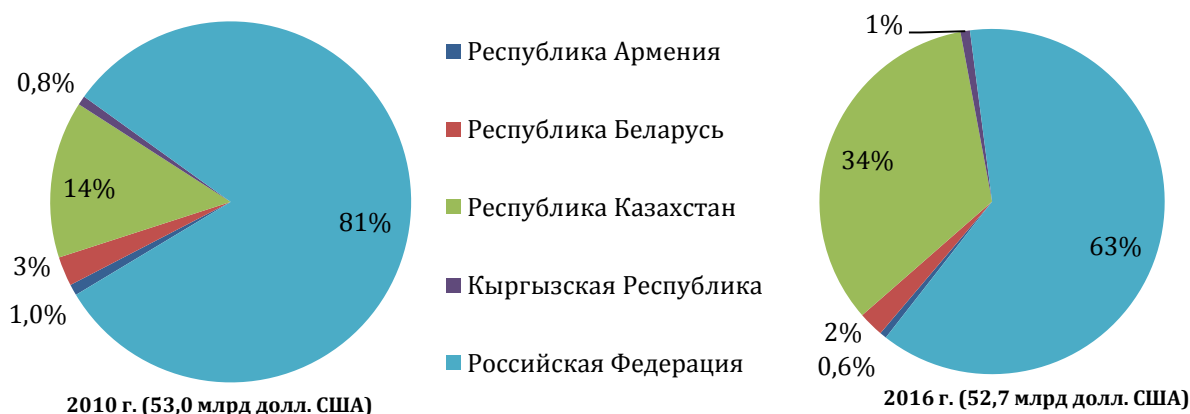 0,8%
14%
3%
1,0%
81%
2010 г. (53,0 млрд долл. США)
Республика Армения
Республика Беларусь
Республика Казахстан
Кыргызская Республика
Российская Федерация
1%
34%
63%
2%
0,6%
2016 г. (52,7 млрд долл. США)